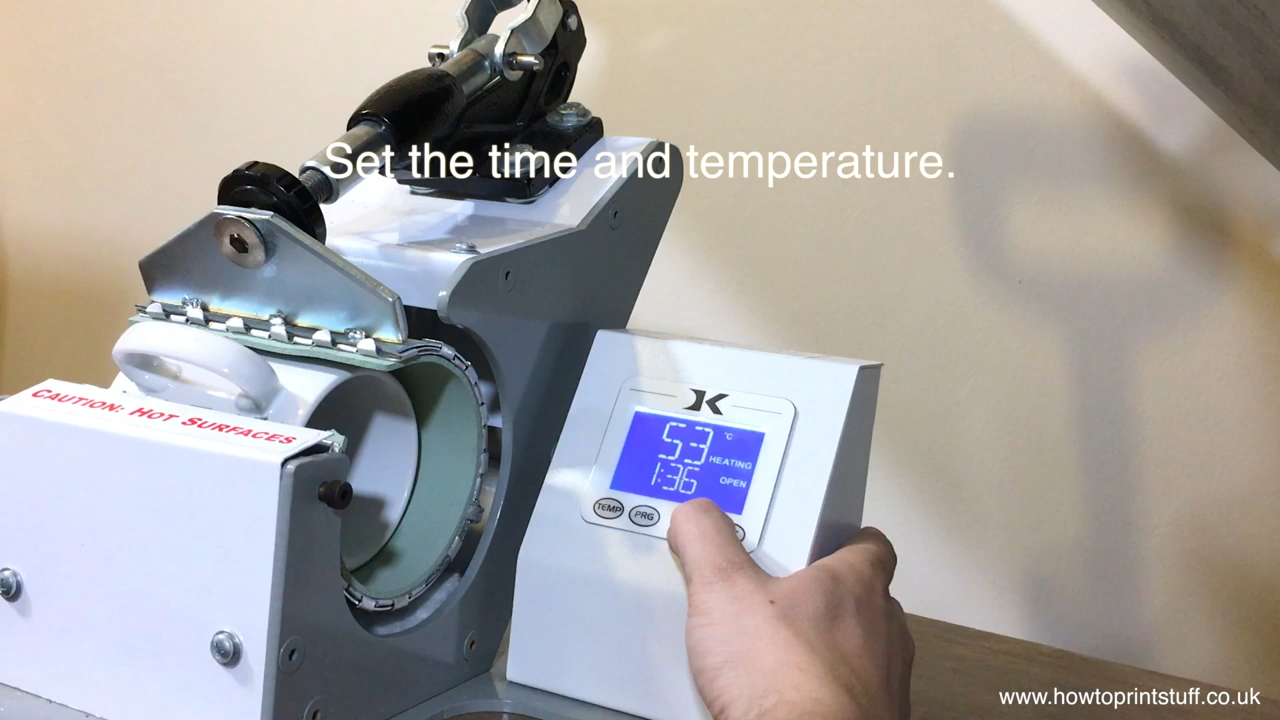 Set the time and temperature.
CAUTION: HOT SURFACES
K
53 °C
HEATING
1:36 OPEN
TEMP PRG
www.howtoprintstuff.co.uk